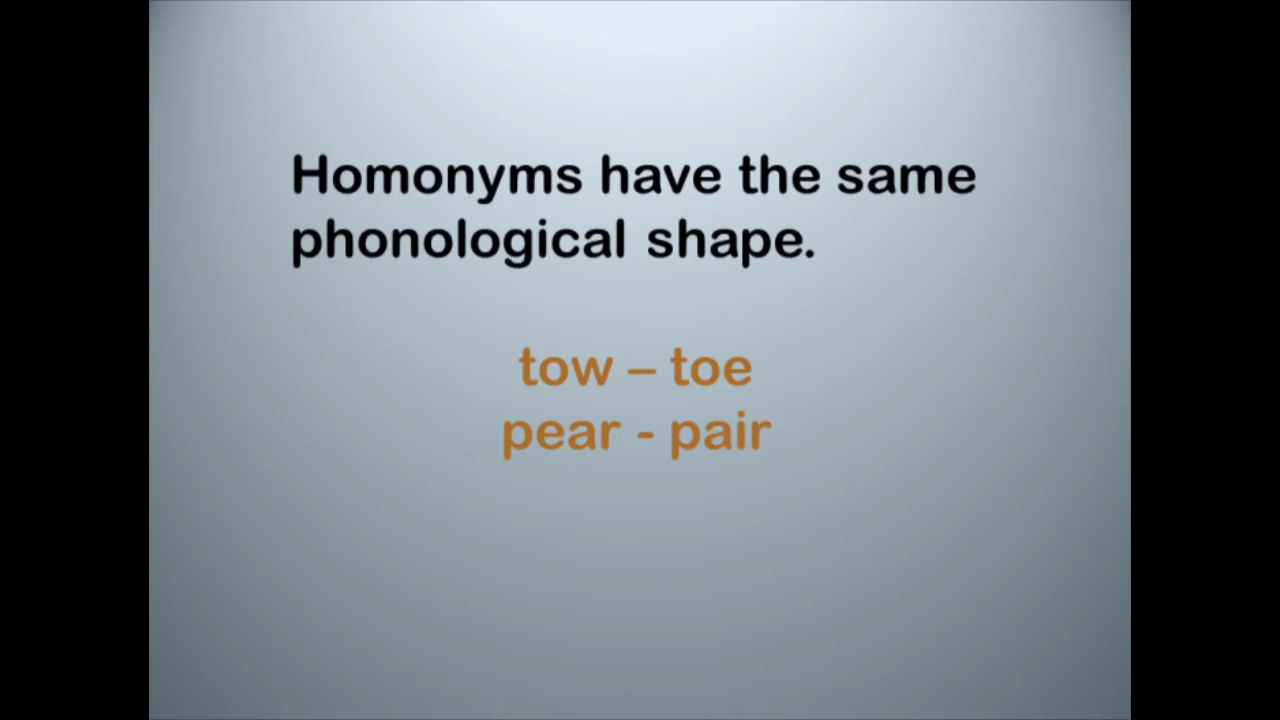 Homonyms have the same
phonological shape.
tow – toe
pear - pair